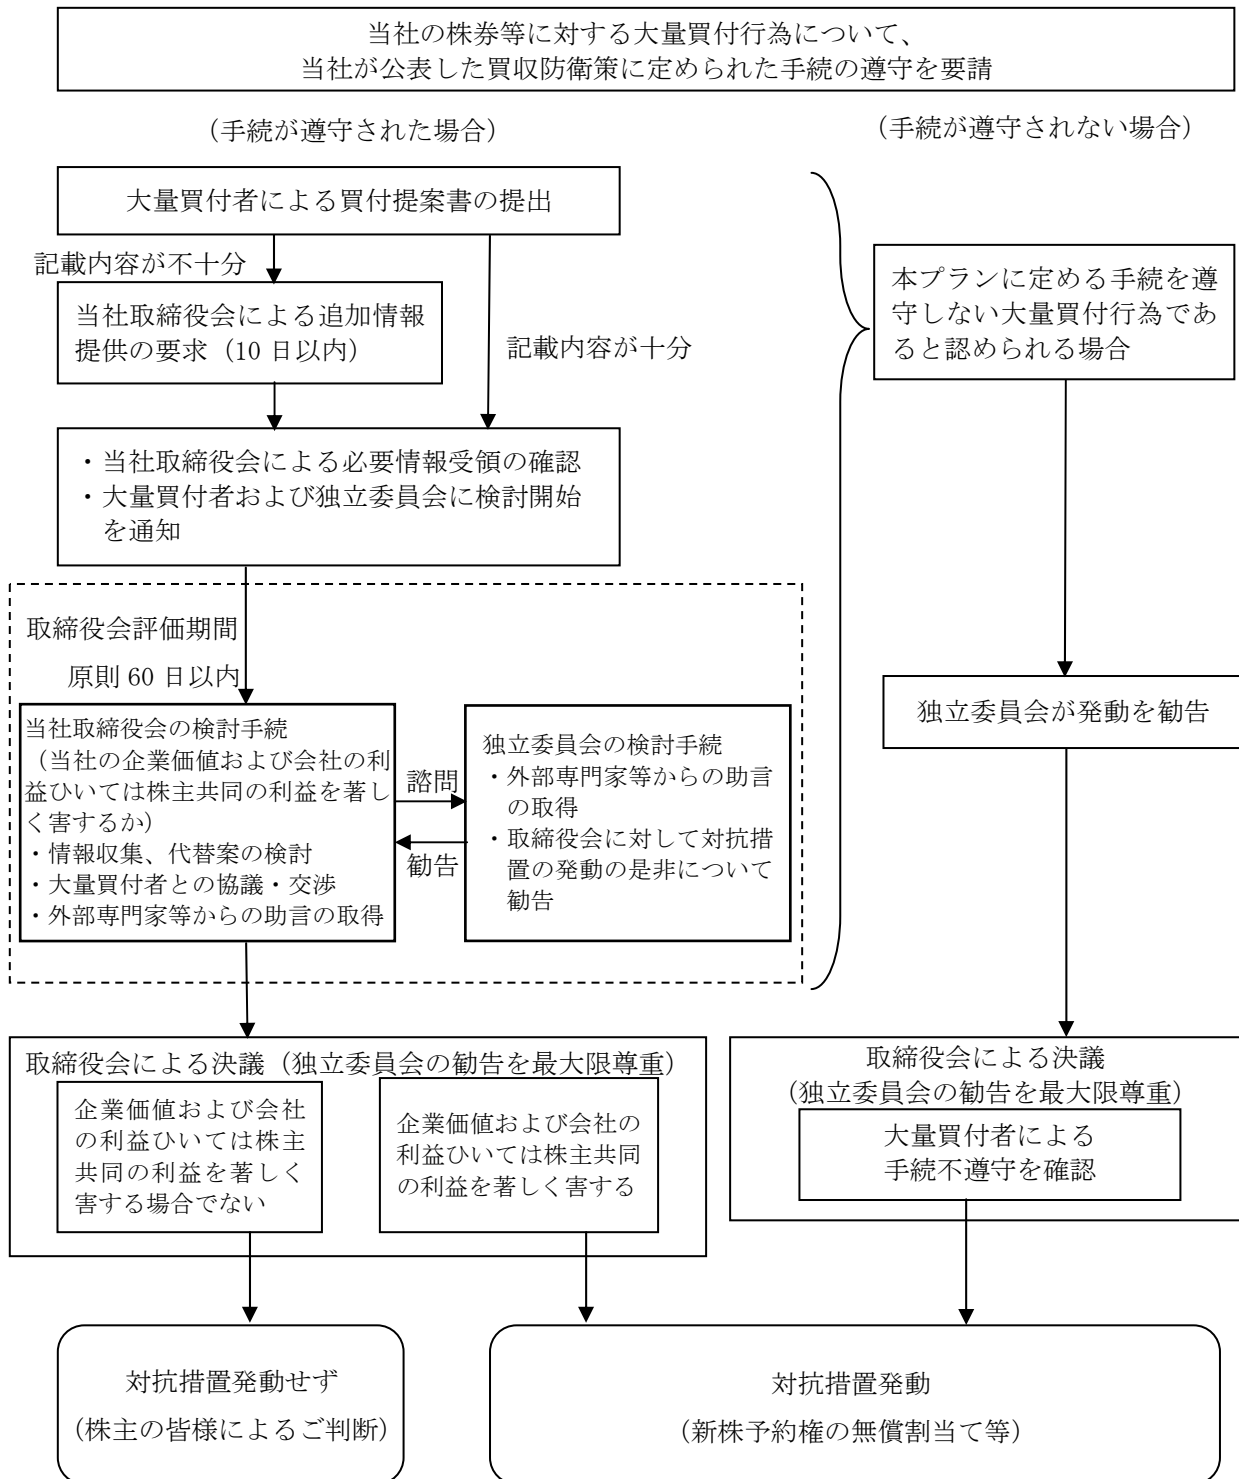 当社の株券等に対する大量買付行為について、
当社が公表した買収防衛策に定められた手続の遵守を要請
（手続が遵守された場合）
（手続が遵守されない場合）
大量買付者による買付提案書の提出
記載内容が不十分
当社取締役会による追加情報
提供の要求（10 日以内）
記載内容が十分
本プランに定める手続を遵
守しない大量買付行為であ
ると認められる場合
・当社取締役会による必要情報受領の確認
・大量買付者および独立委員会に検討開始
を通知
取締役会評価期間
原則 60 日以内
当社取締役会の検討手続
（当社の企業価値および会社の利
益ひいては株主共同の利益を著し
く害するか）
・情報収集、代替案の検討
・大量買付者との協議・交渉
・外部専門家等からの助言の取得
諮問
勧告
独立委員会の検討手続
・外部専門家等からの助言
の取得
・取締役会に対して対抗措
置の発動の是非について
勧告
独立委員会が発動を勧告
取締役会による決議（独立委員会の勧告を最大限尊重）
企業価値および会社
の利益ひいては株主
共同の利益を著しく
害する場合でない
企業価値および会社の
利益ひいては株主共同
の利益を著しく害する
取締役会による決議
（独立委員会の勧告を最大限尊重）
大量買付者による
手続不遵守を確認
対抗措置発動せず
（株主の皆様によるご判断）
対抗措置発動
（新株予約権の無償割当て等）